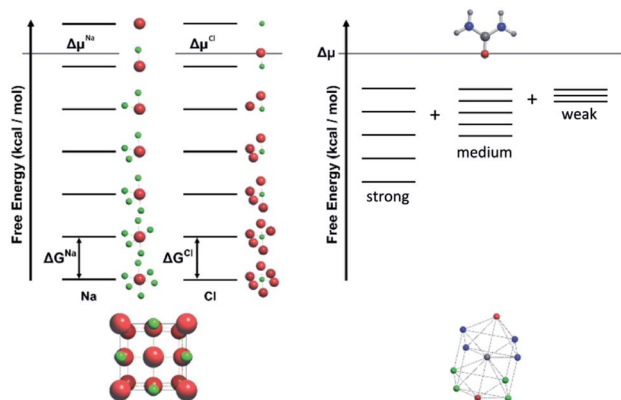 Free Energy (kcal / mol)
Δμ^Na
Δμ^Cl
ΔG^Na
ΔG^Cl
Na
Cl
Free Energy (kcal / mol)
Δμ
strong
+
medium
+
weak